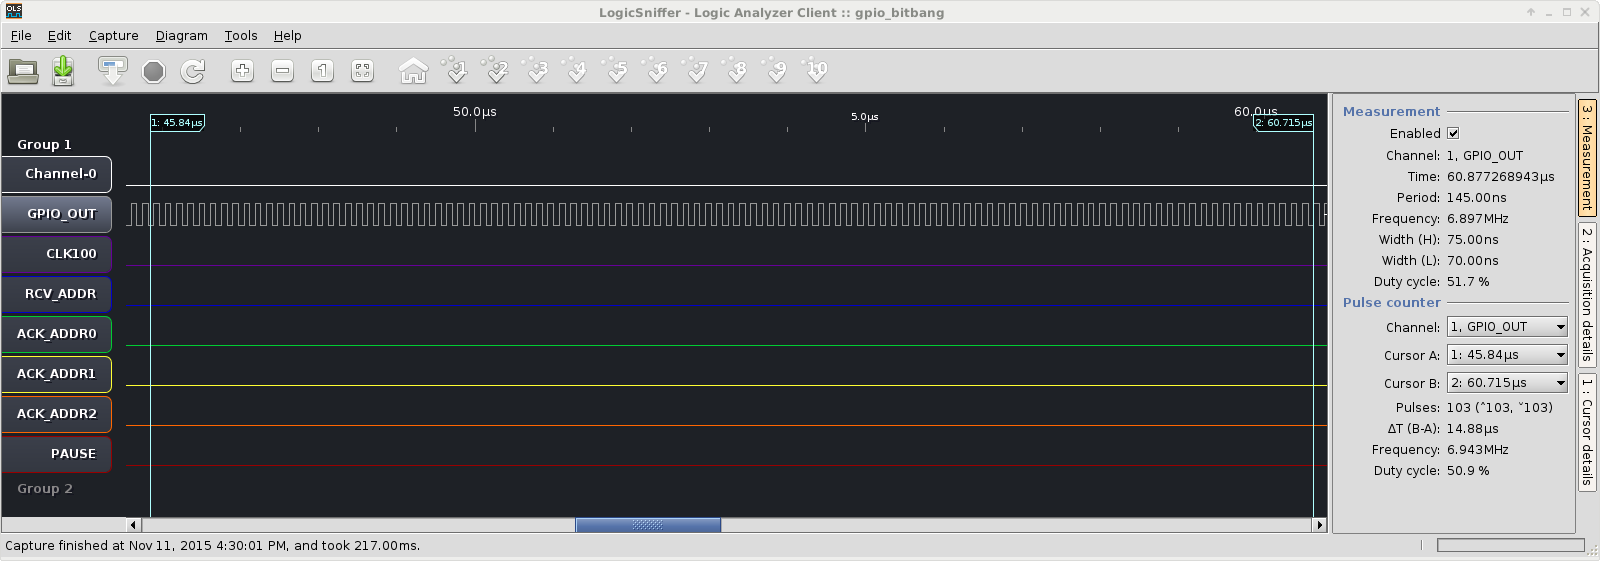 OLS
LogicSniffer - Logic Analyzer Client :: gpio_bitbang
File Edit Capture Diagram Tools Help
1 1 2 3 4 5 6 7 8 9 10
50.0µs 5.0µs 60.0µs
1: 45.84µs 2: 60.715µs
Group 1
Channel-0
GPIO_OUT
CLK100
RCV_ADDR
ACK_ADDR0
ACK_ADDR1
ACK_ADDR2
PAUSE
Group 2
Measurement
Enabled
Channel: 1, GPIO_OUT
Time: 60.877268943µs
Period: 145.00ns
Frequency: 6.897MHz
Width (H): 75.00ns
Width (L): 70.00ns
Duty cycle: 51.7 %
Pulse counter
Channel: 1, GPIO_OUT
Cursor A: 1: 45.84µs
Cursor B: 2: 60.715µs
Pulses: 103 (ˆ103, ˇ103)
ΔT (B-A): 14.88µs
Frequency: 6.943MHz
Duty cycle: 50.9 %
3 : Measurement
2 : Acquisition details
1 : Cursor details
Capture finished at Nov 11, 2015 4:30:01 PM, and took 217.00ms.